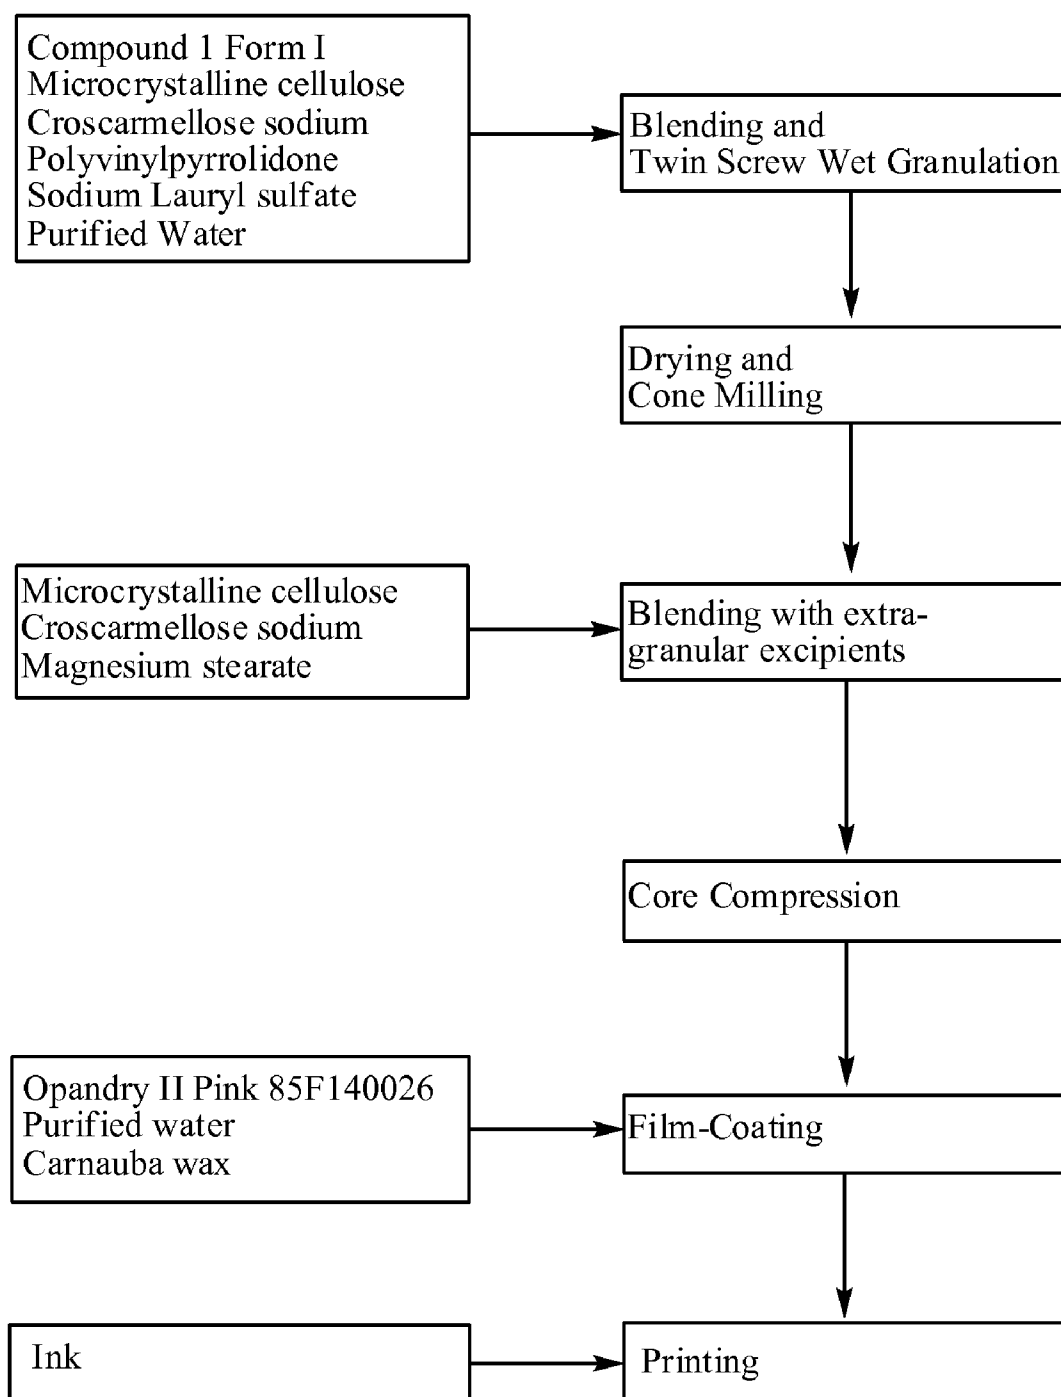 Compound 1 Form I
Microcrystalline cellulose
Croscarmellose sodium
Polyvinylpyrrolidone
Sodium Lauryl sulfate
Purified Water
Blending and
Twin Screw Wet Granulation
Drying and
Cone Milling
Microcrystalline cellulose
Croscarmellose sodium
Magnesium stearate
Blending with extra-
granular excipients
Core Compression
Opandry II Pink 85F140026
Purified water
Carnauba wax
Film-Coating
Ink
Printing